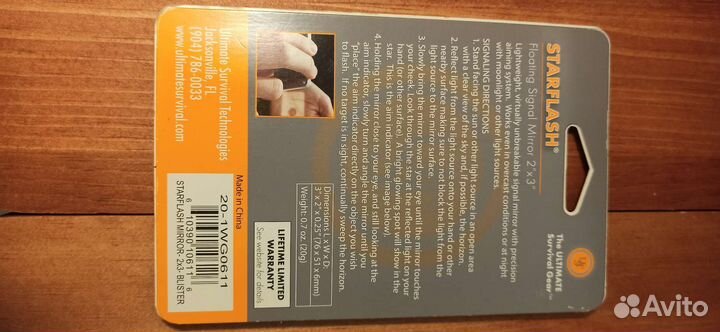 STARFLASH®
Floating Signal Mirror 2"x3"
The ULTIMATE
Survival Gear™
Lightweight, virtually unbreakable signal mirror with precision
aiming system. Works even in overcast conditions or at night
with moonlight or other light sources.
SIGNALING DIRECTIONS
1. Stand facing the sun or other light source in an open area
with a clear view of the sky and, if possible, the horizon.
2. Reflect light from the light source onto your hand or other
nearby surface making sure to not block the light from the
light source to the mirror surface.
3. Slowly bring the mirror toward your eye until the mirror touches
your cheek. Look through the star at the reflected light on your
hand (or other surface). A bright glowing spot will show in the
star. This is the aim indicator (see image below).
4. Holding the mirror close to your eye, and still looking at the
aim indicator, slowly turn and angle the mirror until you
"place" the aim indicator directly on the object you wish
to flash. If no target is in sight continually sweep the horizon.
Dimensions L x W x D:
3" x 2" x 0.25" (76 x 51 x 6mm)
Weight: 0.7 oz. (20g)
LIFETIME LIMITED
WARRANTY
See website for details
Ultimate Survival Technologies
Jacksonville, FL
(904) 786-0033
www.ultimatesurvival.com
Made in China
20-1WG0611
6 10390 10611 6
STARFLASH MIRROR- 2x3- BLISTER
Avito